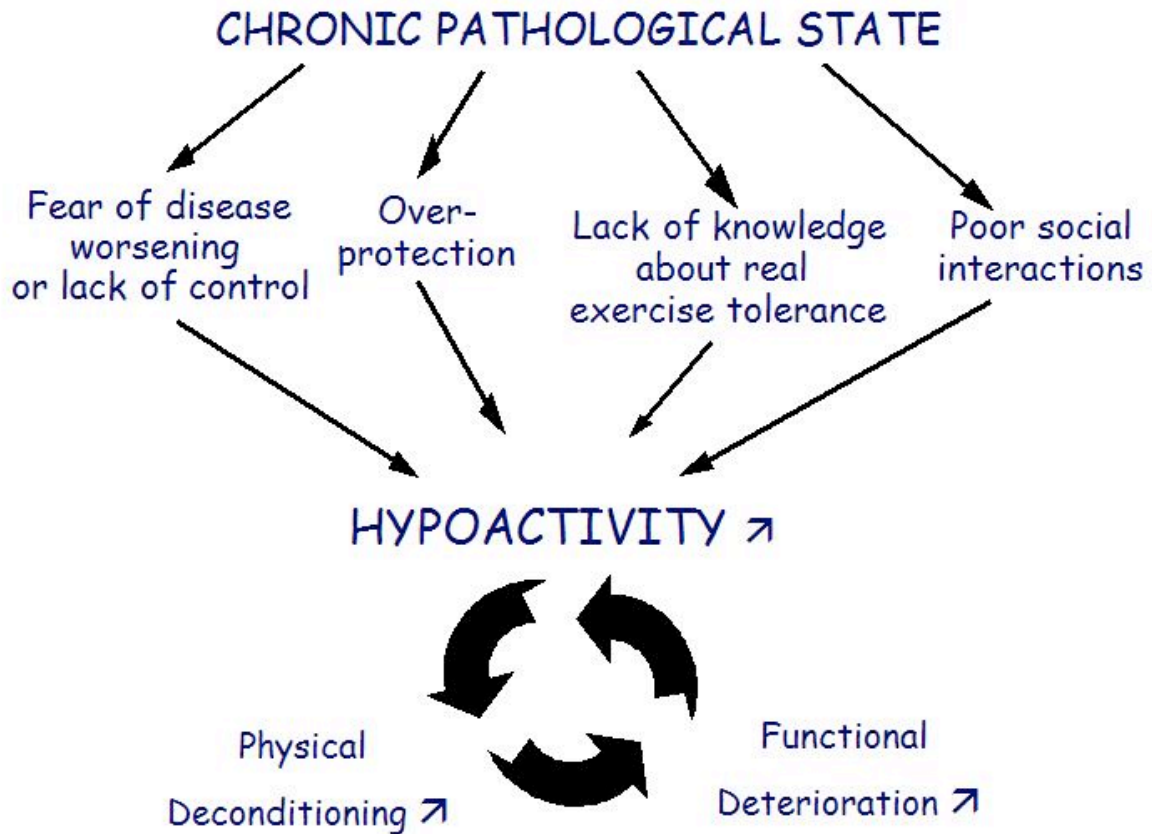 CHRONIC PATHOLOGICAL STATE
Fear of disease
worsening
or lack of control
Over-
protection
Lack of knowledge
about real
exercise tolerance
Poor social
interactions
HYPOACTIVITY ↗
Physical
Deconditioning ↗
Functional
Deterioration ↗